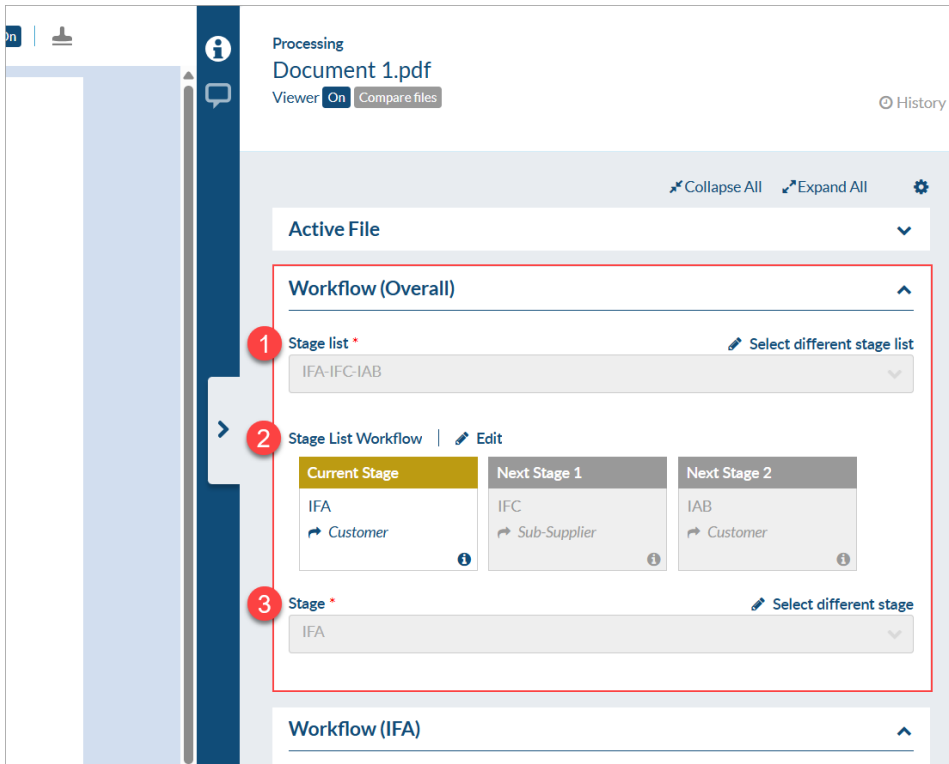 On
Processing
Document 1.pdf
Viewer On Compare files
History
Collapse All Expand All
Active File
Workflow (Overall)
1 Stage list * Select different stage list
IFA-IFC-IAB
2 Stage List Workflow | Edit
Current Stage Next Stage 1 Next Stage 2
IFA IFC IAB
Customer Sub-Supplier Customer
3 Stage * Select different stage
IFA
Workflow (IFA)